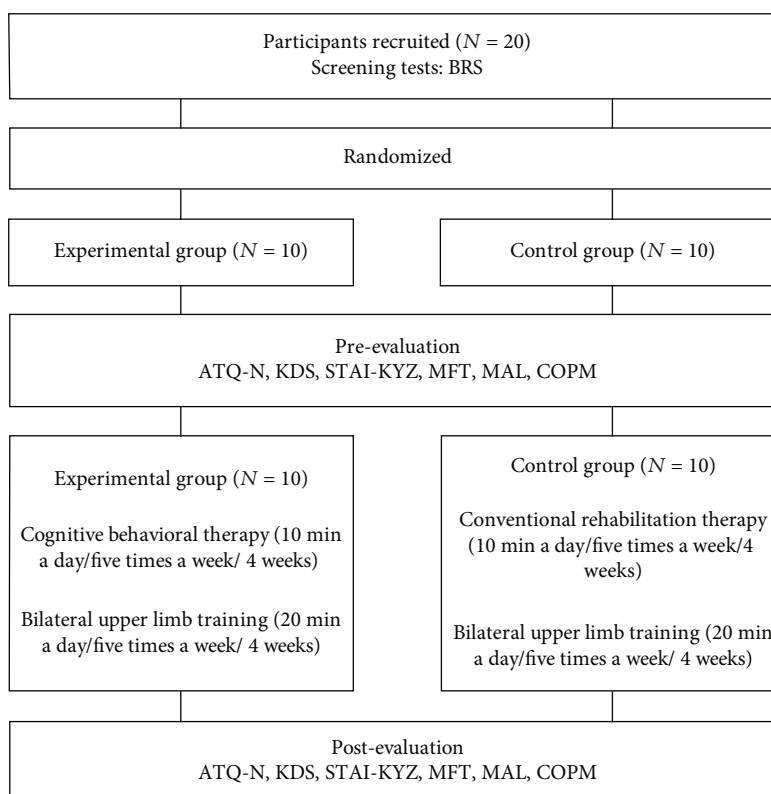 Participants recruited (N = 20)
Screening tests: BRS
Randomized
Experimental group (N = 10)
Control group (N = 10)
Pre-evaluation
ATQ-N, KDS, STAI-KYZ, MFT, MAL, COPM
Experimental group (N = 10)
Cognitive behavioral therapy (10 min
a day/five times a week/ 4 weeks)
Bilateral upper limb training (20 min
a day/five times a week/ 4 weeks)
Control group (N = 10)
Conventional rehabilitation therapy
(10 min a day/five times a week/4
weeks)
Bilateral upper limb training (20 min
a day/five times a week/ 4 weeks)
Post-evaluation
ATQ-N, KDS, STAI-KYZ, MFT, MAL, COPM